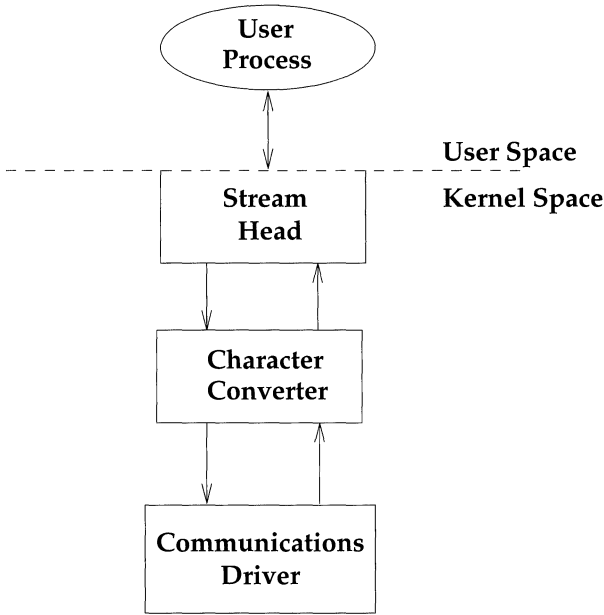 User
Process
User Space
Kernel Space
Stream
Head
Character
Converter
Communications
Driver